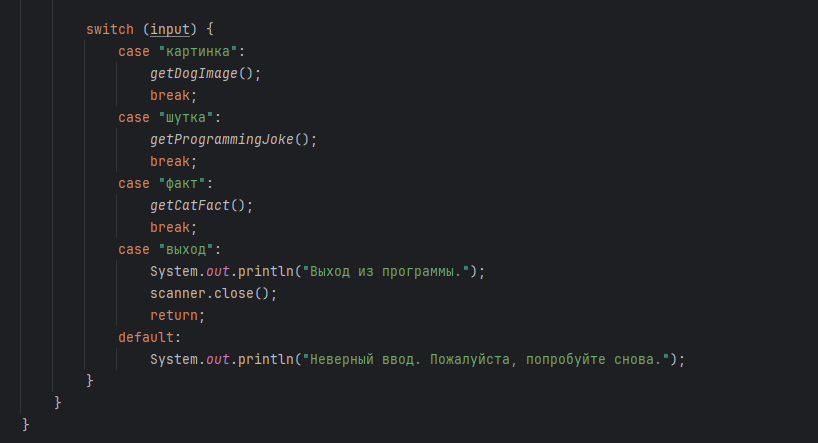 switch (input) {
case "картинка":
getDogImage();
break;
case "шутка":
getProgrammingJoke();
break;
case "факт":
getCatFact();
break;
case "выход":
System.out.println("Выход из программы.");
scanner.close();
return;
default:
System.out.println("Неверный ввод. Пожалуйста, попробуйте снова.");
}
}
}